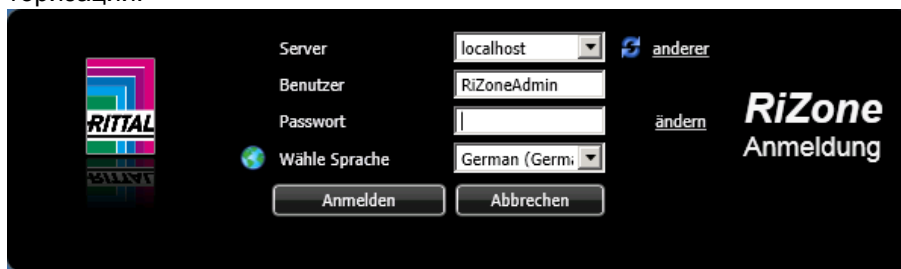 Server localhost anderer
Benutzer RiZoneAdmin
Passwort ändern
Wähle Sprache German (Germ
Anmelden Abbrechen
RITTAL
RiZone
Anmeldung